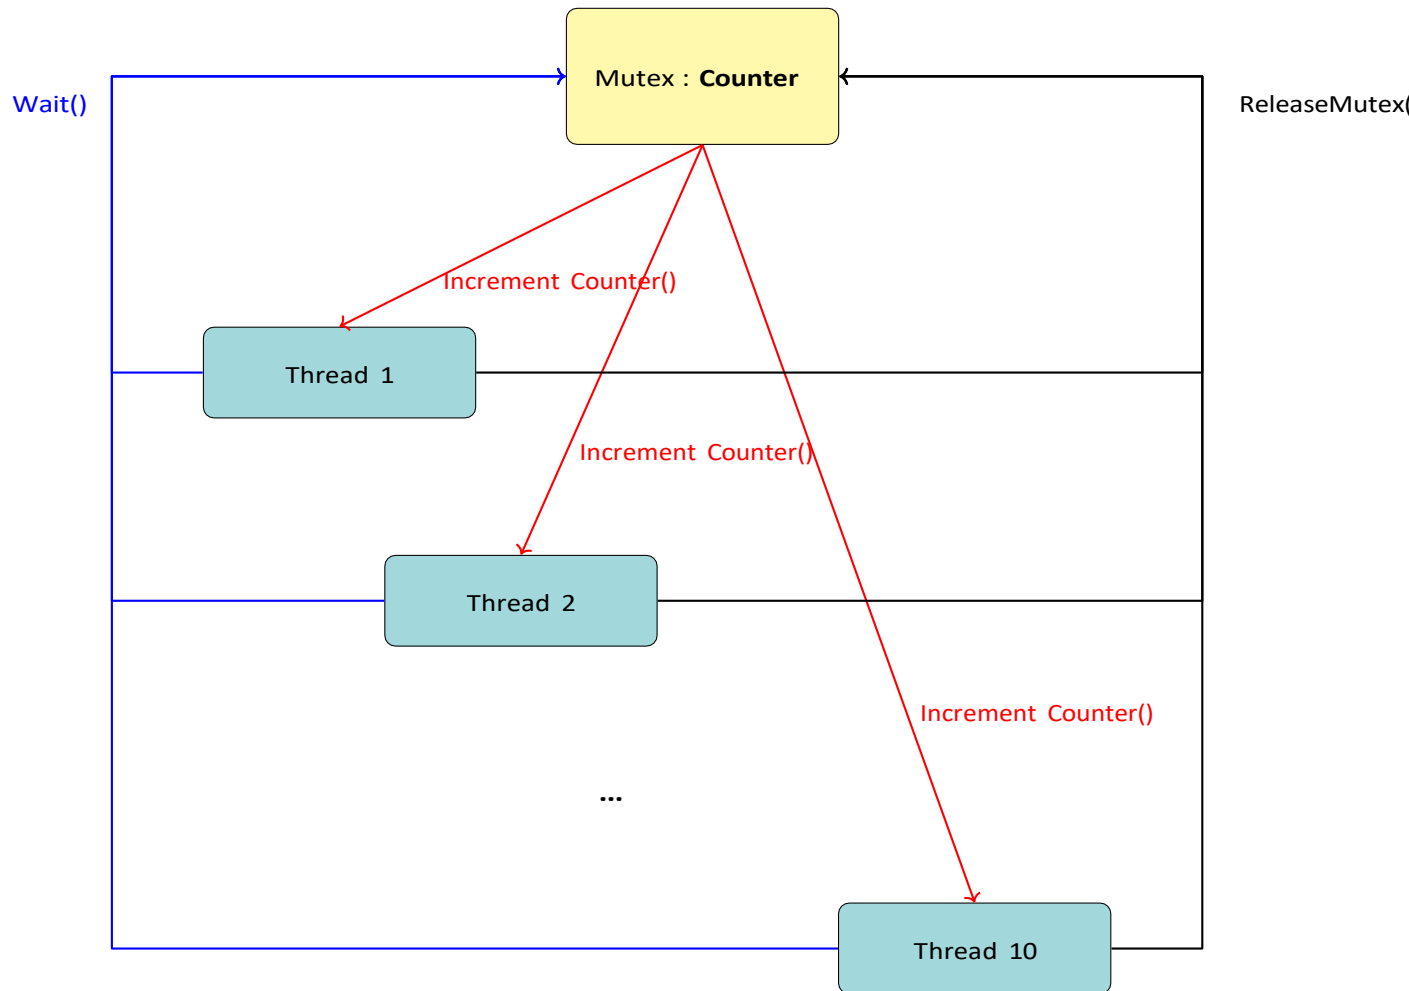 Mutex : Counter
Wait()
ReleaseMutex(
Increment Counter()
Thread 1
Increment Counter()
Thread 2
Increment Counter()
...
Thread 10